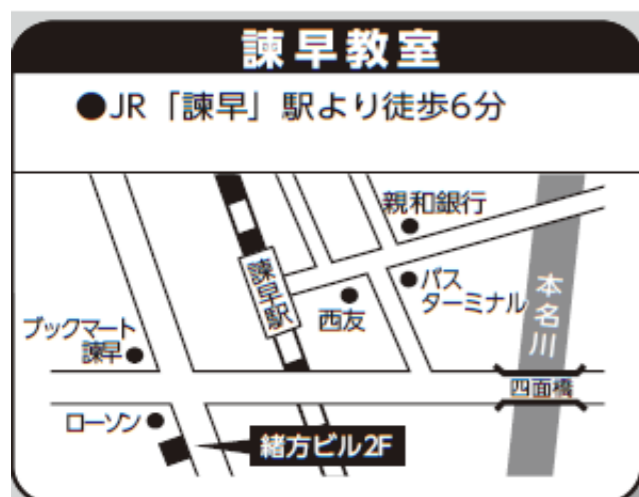 諫早教室
●JR「諫早」駅より徒歩6分
親和銀行
諫早駅
バス
ターミナル
本名川
西友
ブックマート
諫早
四面橋
ローソン
緒方ビル2F